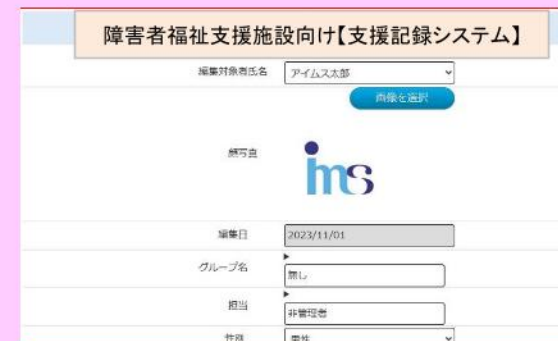 障害者福祉支援施設向け【支援記録システム】
編集対象者氏名 アイムス太郎
画像を選択
顔写真
ims
編集日 2023/11/01
グループ名 無し
担当 非管理者
性別 男性